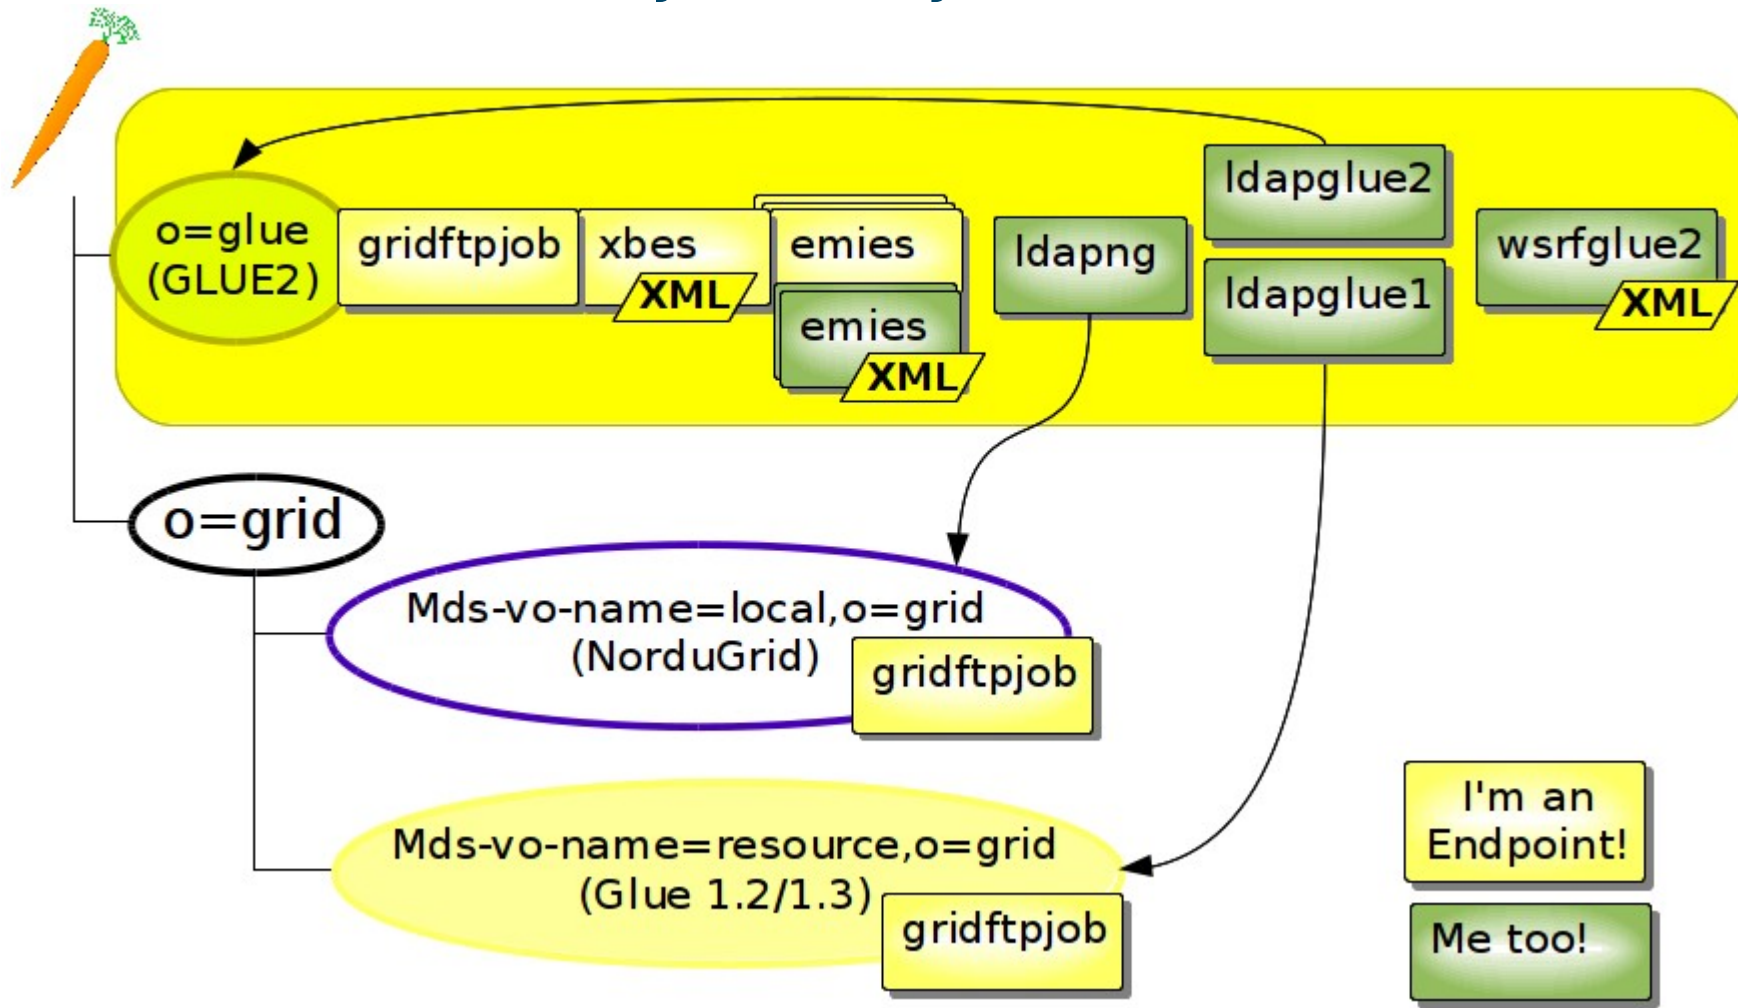 o=glue
(GLUE2)
gridftpjob
xbes
XML
emies
emies
XML
ldapng
ldapglue2
ldapglue1
wsrfglue2
XML
o=grid
Mds-vo-name=local,o=grid
(NorduGrid)
gridftpjob
Mds-vo-name=resource,o=grid
(Glue 1.2/1.3)
gridftpjob
I'm an
Endpoint!
Me too!